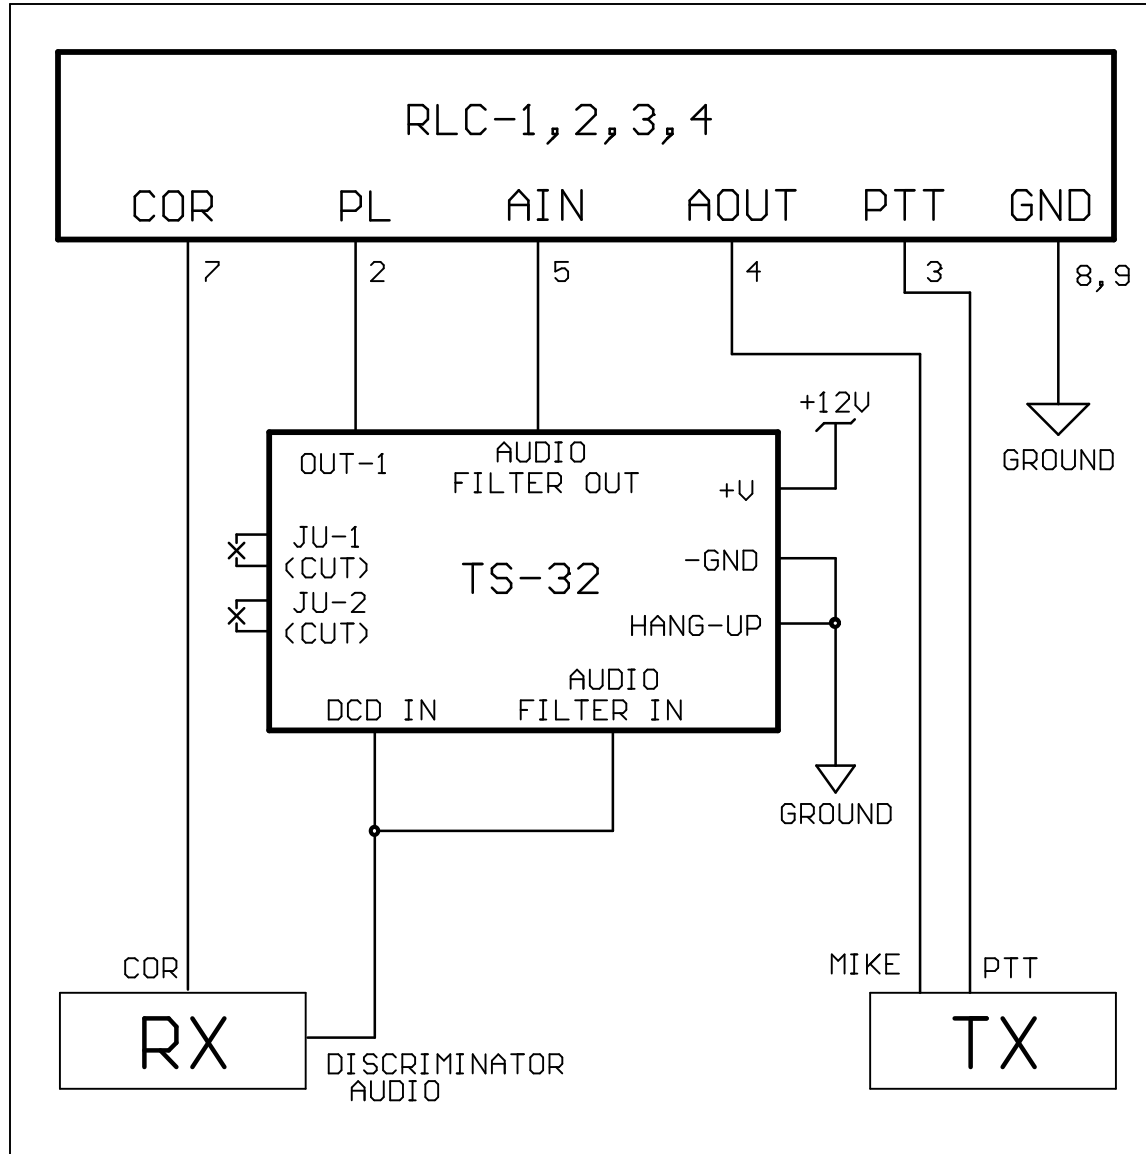 RLC-1,2,3,4
COR PL AIN AOUT PTT GND
7 2 5 4 3 8,9
+12V
OUT-1
AUDIO
FILTER OUT
GROUND
+V
JU-1
(CUT)
-GND
TS-32
JU-2
(CUT)
HANG-UP
AUDIO
DCD IN FILTER IN
GROUND
COR
MIKE PTT
RX
TX
DISCRIMINATOR
AUDIO